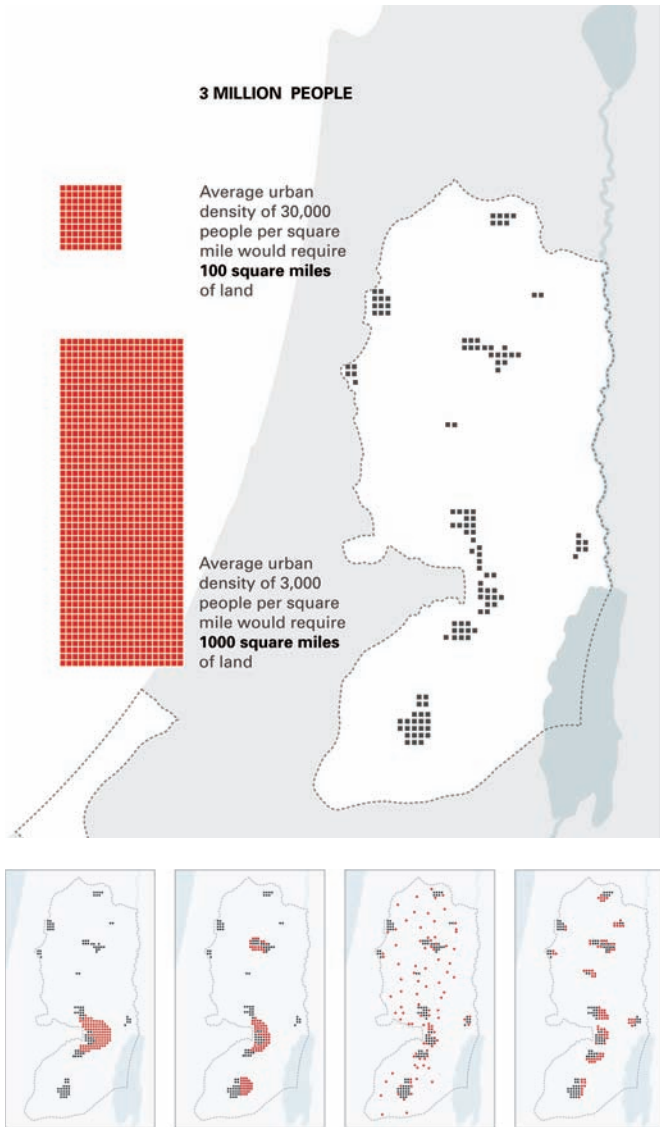 3 MILLION PEOPLE
Average urban
density of 30,000
people per square
mile would require
100 square miles
of land
Average urban
density of 3,000
people per square
mile would require
1000 square miles
of land